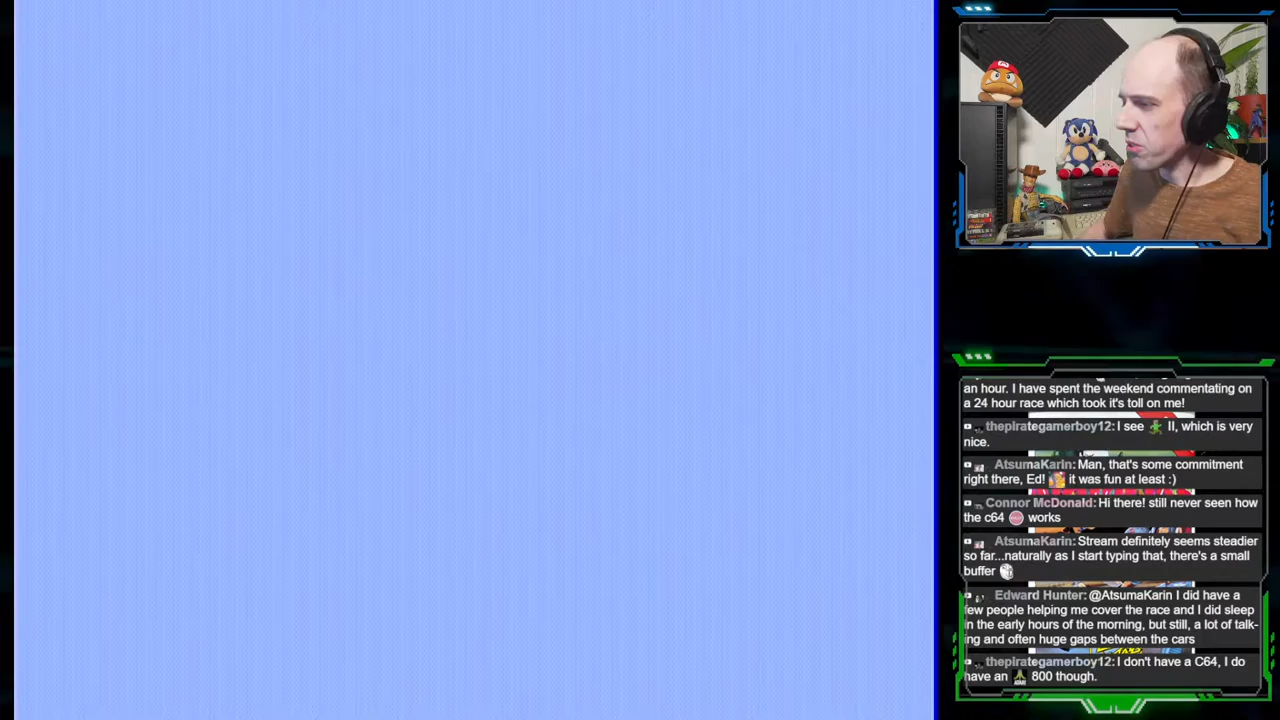 an hour. I have spent the weekend commentating on
a 24 hour race which took it's toll on me!
thepirategamerboy12: I see II, which is very
nice.
AtsumaKarin: Man, that's some commitment
right there, Ed! it was fun at least :)
Connor McDonald: Hi there! still never seen how
the c64 works
AtsumaKarin: Stream definitely seems steadier
so far...naturally as I start typing that, there's a small
buffer
Edward Hunter: @AtsumaKarin I did have a
few people helping me cover the race and I did sleep
in the early hours of the morning, but still, a lot of talk-
ing and often huge gaps between the cars
thepirategamerboy12: I don't have a C64, I do
have an 800 though.